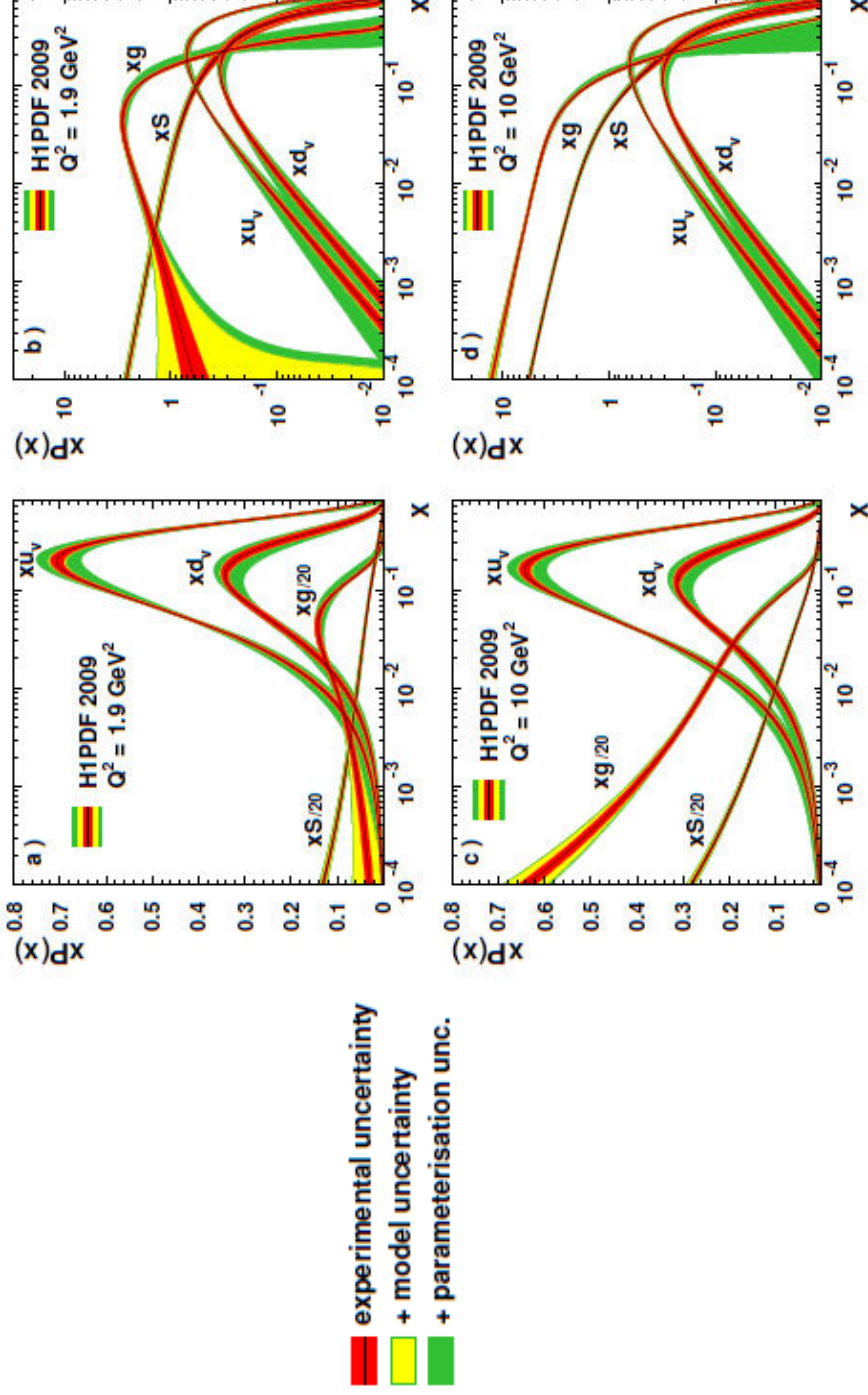 xP(x)
0.8
0.7
0.6
0.5
0.4
0.3
0.2
0.1
0
a )
H1PDF 2009
Q² = 1.9 GeV²
xu_v
xd_v
xg/20
xS/20
10⁻⁴ 10⁻³ 10⁻² 10⁻¹ x
xP(x)
10
1
10⁻¹
10⁻²
b )
H1PDF 2009
Q² = 1.9 GeV²
xg
xS
xu_v
xd_v
10⁻⁴ 10⁻³ 10⁻² 10⁻¹ x
experimental uncertainty
+ model uncertainty
+ parameterisation unc.
xP(x)
0.8
0.7
0.6
0.5
0.4
0.3
0.2
0.1
0
c )
H1PDF 2009
Q² = 10 GeV²
xu_v
xg/20
xd_v
xS/20
10⁻⁴ 10⁻³ 10⁻² 10⁻¹ x
xP(x)
10
1
10⁻¹
10⁻²
d )
H1PDF 2009
Q² = 10 GeV²
xg
xS
xu_v
xd_v
10⁻⁴ 10⁻³ 10⁻² 10⁻¹ x